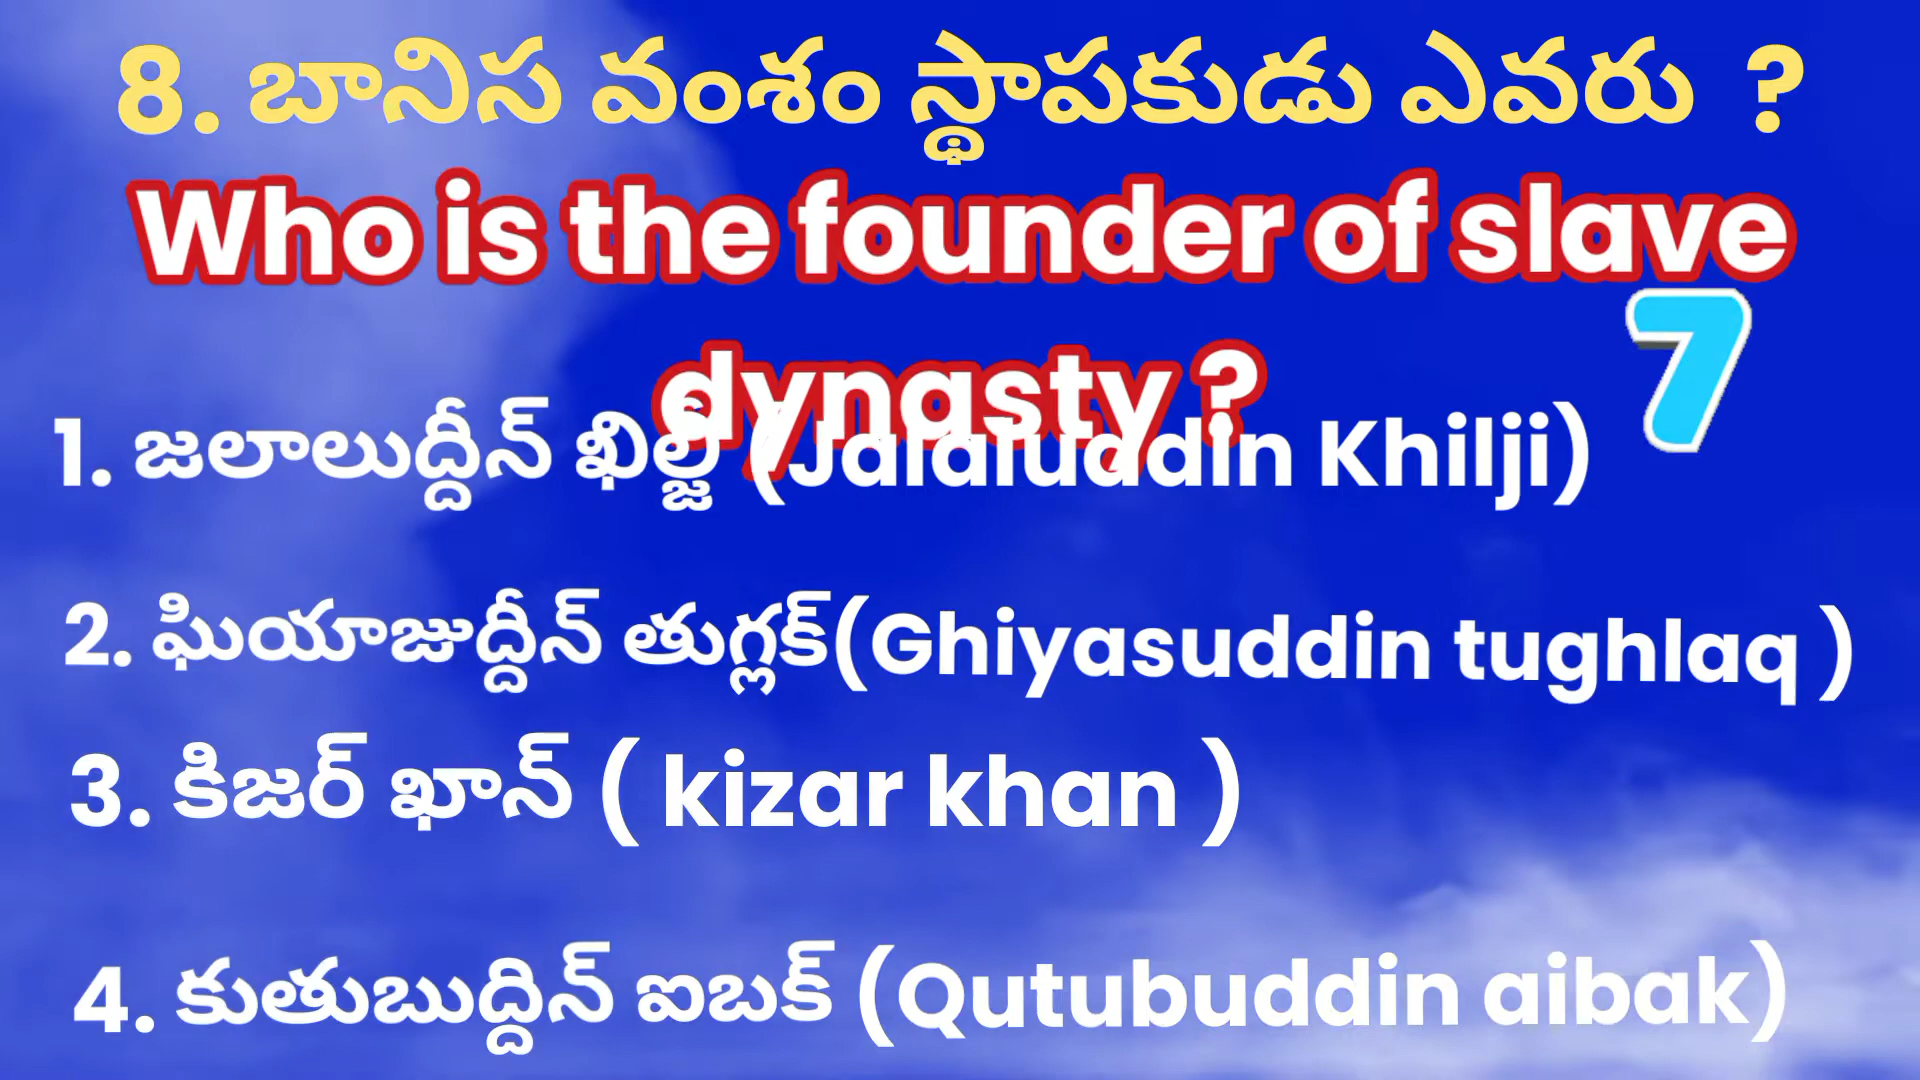 8. బానిస వంశం స్థాపకుడు ఎవరు ?
Who is the founder of slave
7
dynasty ?
1. జలాలుద్దీన్ ఖిల్జీ (Jalaluddin Khilji)
2. ఘియాజుద్దీన్ తుగ్లక్(Ghiyasuddin tughlaq )
3. కిజర్ ఖాన్ ( kizar khan )
4. కుతుబుద్దిన్ ఐబక్ (Qutubuddin aibak)